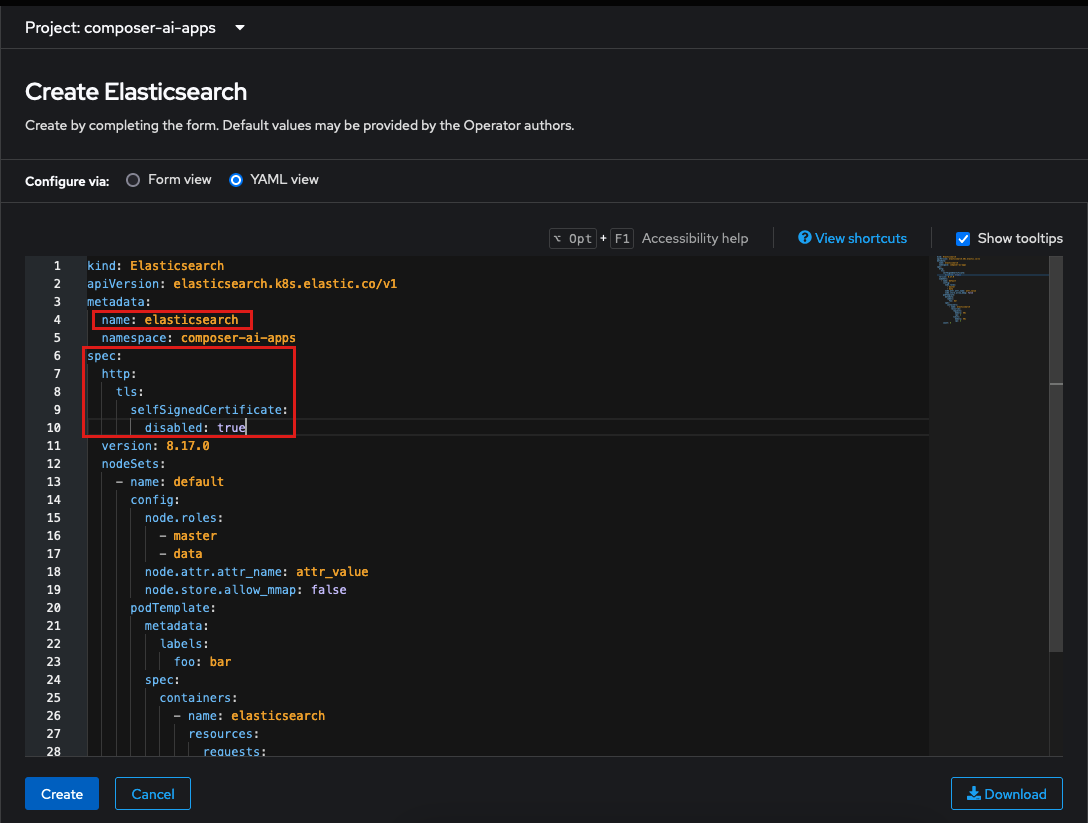 Project: composer-ai-apps
Create Elasticsearch
Create by completing the form. Default values may be provided by the Operator authors.
Configure via: Form view YAML view
⌥ Opt + F1 Accessibility help View shortcuts Show tooltips
1 kind: Elasticsearch
2 apiVersion: elasticsearch.k8s.elastic.co/v1
3 metadata:
4 name: elasticsearch
5 namespace: composer-ai-apps
6 spec:
7 http:
8 tls:
9 selfSignedCertificate:
10 disabled: true
11 version: 8.17.0
12 nodeSets:
13 - name: default
14 config:
15 node.roles:
16 - master
17 - data
18 node.attr.attr_name: attr_value
19 node.store.allow_mmap: false
20 podTemplate:
21 metadata:
22 labels:
23 foo: bar
24 spec:
25 containers:
26 - name: elasticsearch
27 resources:
28 requests:
Create Cancel Download